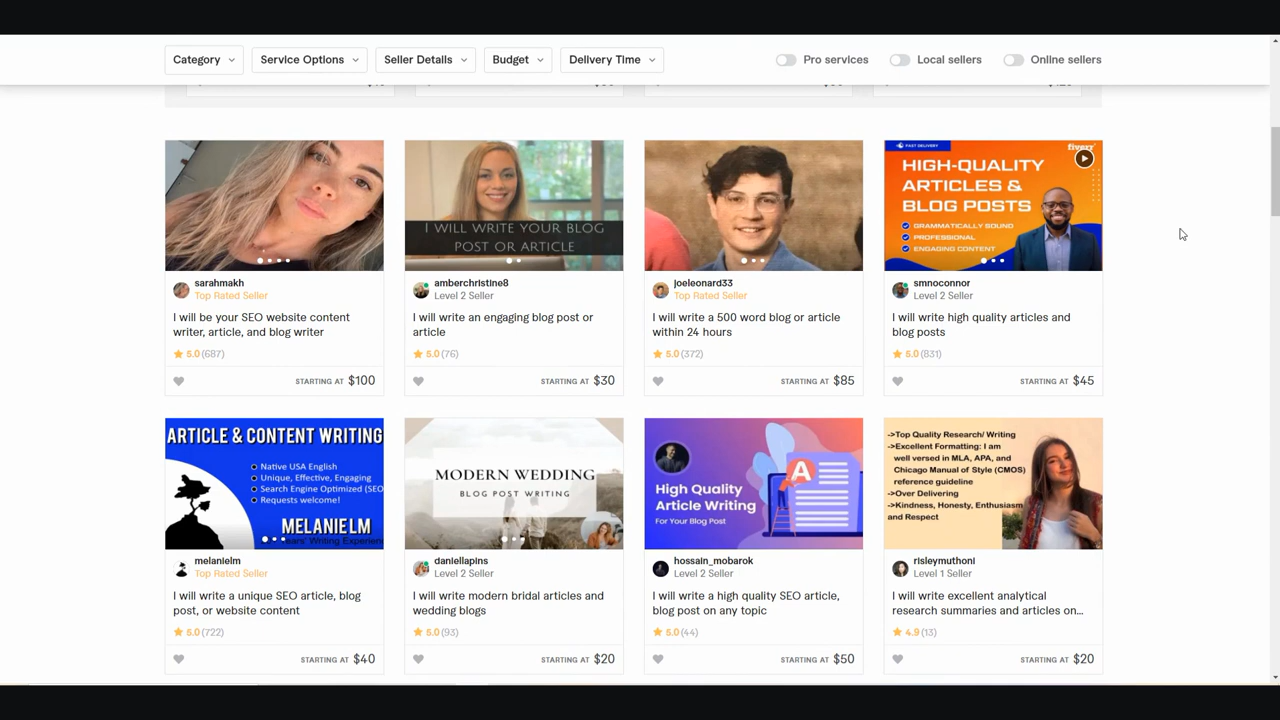 Category
Service Options
Seller Details
Budget
Delivery Time
Pro services
Local sellers
Online sellers
I WILL WRITE YOUR BLOG
POST OR ARTICLE
FAST DELIVERY
fiverr
HIGH-QUALITY
ARTICLES &
BLOG POSTS
GRAMMATICALLY SOUND
PROFESSIONAL
ENGAGING CONTENT
sarahmakh
Top Rated Seller
I will be your SEO website content
writer, article, and blog writer
5.0 (687)
STARTING AT $100
amberchristine8
Level 2 Seller
I will write an engaging blog post or
article
5.0 (76)
STARTING AT $30
joeleonard33
Top Rated Seller
I will write a 500 word blog or article
within 24 hours
5.0 (372)
STARTING AT $85
smnoconnor
Level 2 Seller
I will write high quality articles and
blog posts
5.0 (831)
STARTING AT $45
ARTICLE & CONTENT WRITING
Native USA English
Unique, Effective, Engaging
Search Engine Optimized (SEO
Requests welcome!
MELANIELM
Years' Writing Experien
melanielm
Top Rated Seller
I will write a unique SEO article, blog
post, or website content
5.0 (722)
STARTING AT $40
MODERN WEDDING
BLOG POST WRITING
daniellapins
Level 2 Seller
I will write modern bridal articles and
wedding blogs
5.0 (93)
STARTING AT $20
High Quality
Article Writing
For Your Blog Post
A
hossain_mobarok
Level 2 Seller
I will write a high quality SEO article,
blog post on any topic
5.0 (44)
STARTING AT $50
->Top Quality Research/ Writing
->Excellent Formatting: I am
well versed in MLA, APA, and
Chicago Manual of Style (CMOS)
reference guideline
->Over Delivering
->Kindness, Honesty, Enthusiasm
and Respect
risleymuthoni
Level 1 Seller
I will write excellent analytical
research summaries and articles on...
4.9 (13)
STARTING AT $20